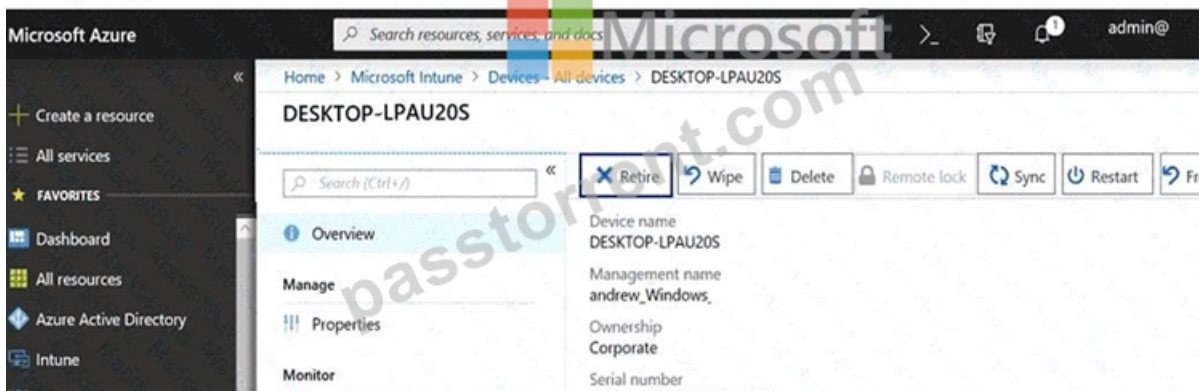 Microsoft Azure
Search resources, services, and docs
Microsoft
admin@
1
Home > Microsoft Intune > Devices - All devices > DESKTOP-LPAU20S
DESKTOP-LPAU20S
Create a resource
All services
FAVORITES
Dashboard
All resources
Azure Active Directory
Intune
Search (Ctrl+/)
Overview
Manage
Properties
Monitor
Retire
Wipe
Delete
Remote lock
Sync
Restart
Device name
DESKTOP-LPAU20S
Management name
andrew_Windows,
Ownership
Corporate
Serial number
passtorrent.com